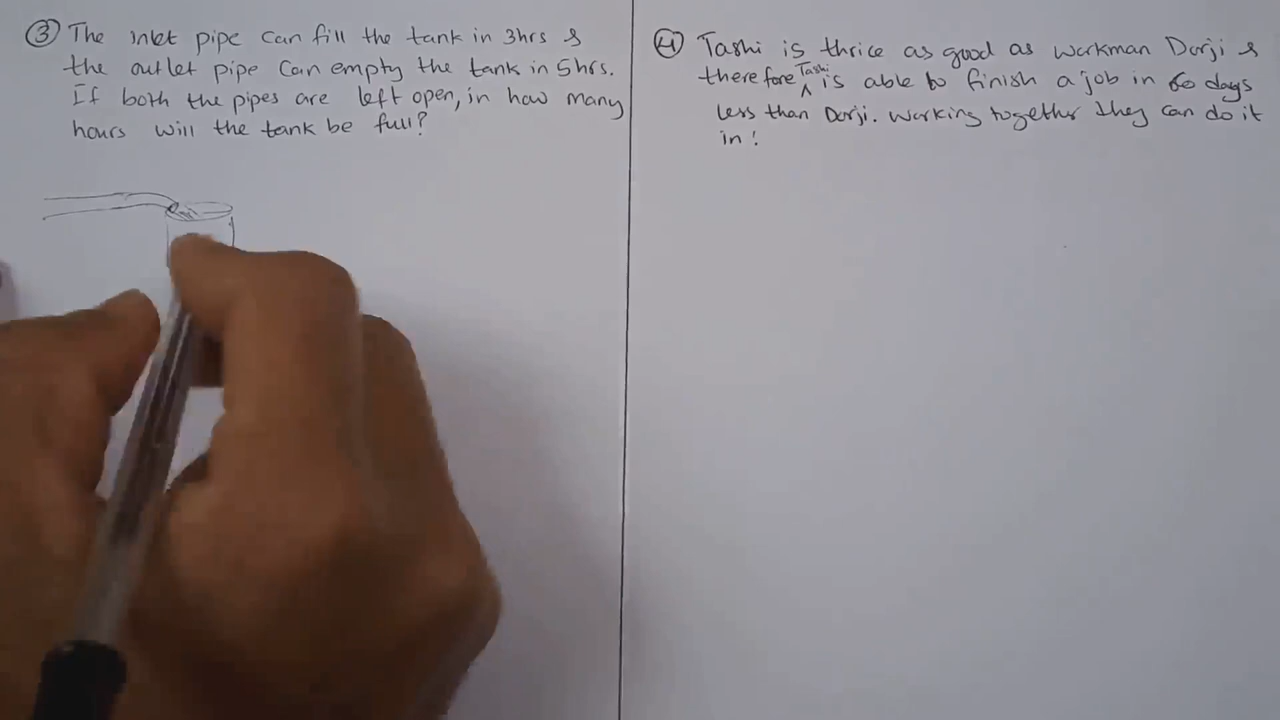 ③ The inlet pipe can fill the tank in 3hrs &
the outlet pipe can empty the tank in 5hrs.
If both the pipes are left open, in how many
hours will the tank be full?
④ Tashi is thrice as good as workman Dorji &
therefore Tashi is able to finish a job in 60 days
less than Dorji. Working together they can do it
in: